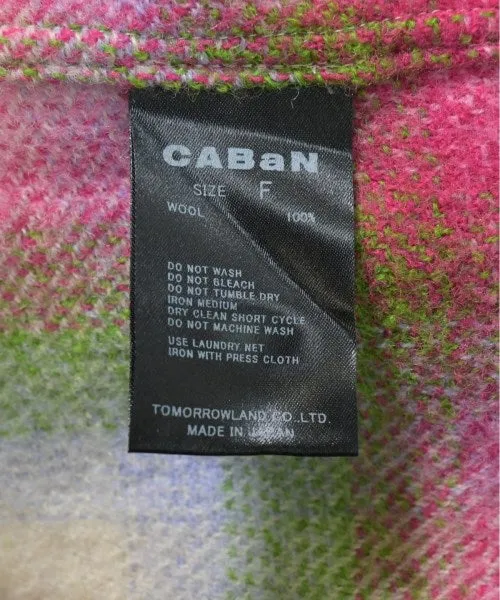 CABaN
SIZE F
WOOL 100%
DO NOT WASH
DO NOT BLEACH
DO NOT TUMBLE DRY
IRON MEDIUM
DRY CLEAN SHORT CYCLE
DO NOT MACHINE WASH
USE LAUNDRY NET
IRON WITH PRESS CLOTH
TOMORROWLAND CO.,LTD.
MADE IN JAPAN